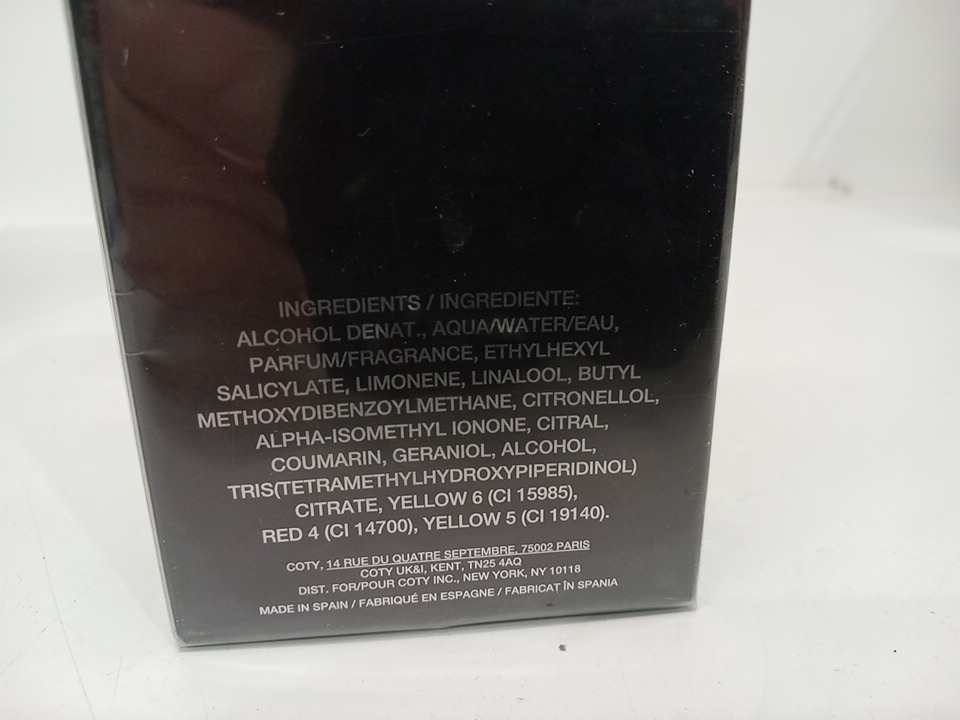 INGREDIENTS / INGREDIENTE:
ALCOHOL DENAT., AQUA/WATER/EAU,
PARFUM/FRAGRANCE, ETHYLHEXYL
SALICYLATE, LIMONENE, LINALOOL, BUTYL
METHOXYDIBENZOYLMETHANE, CITRONELLOL,
ALPHA-ISOMETHYL IONONE, CITRAL,
COUMARIN, GERANIOL, ALCOHOL,
TRIS(TETRAMETHYLHYDROXYPIPERIDINOL)
CITRATE, YELLOW 6 (CI 15985),
RED 4 (CI 14700), YELLOW 5 (CI 19140).
COTY, 14 RUE DU QUATRE SEPTEMBRE, 75002 PARIS
COTY UK&I, KENT, TN25 4AQ
DIST. FOR/POUR COTY INC., NEW YORK, NY 10118
MADE IN SPAIN / FABRIQUÉ EN ESPAGNE / FABRICAT ÎN SPANIA